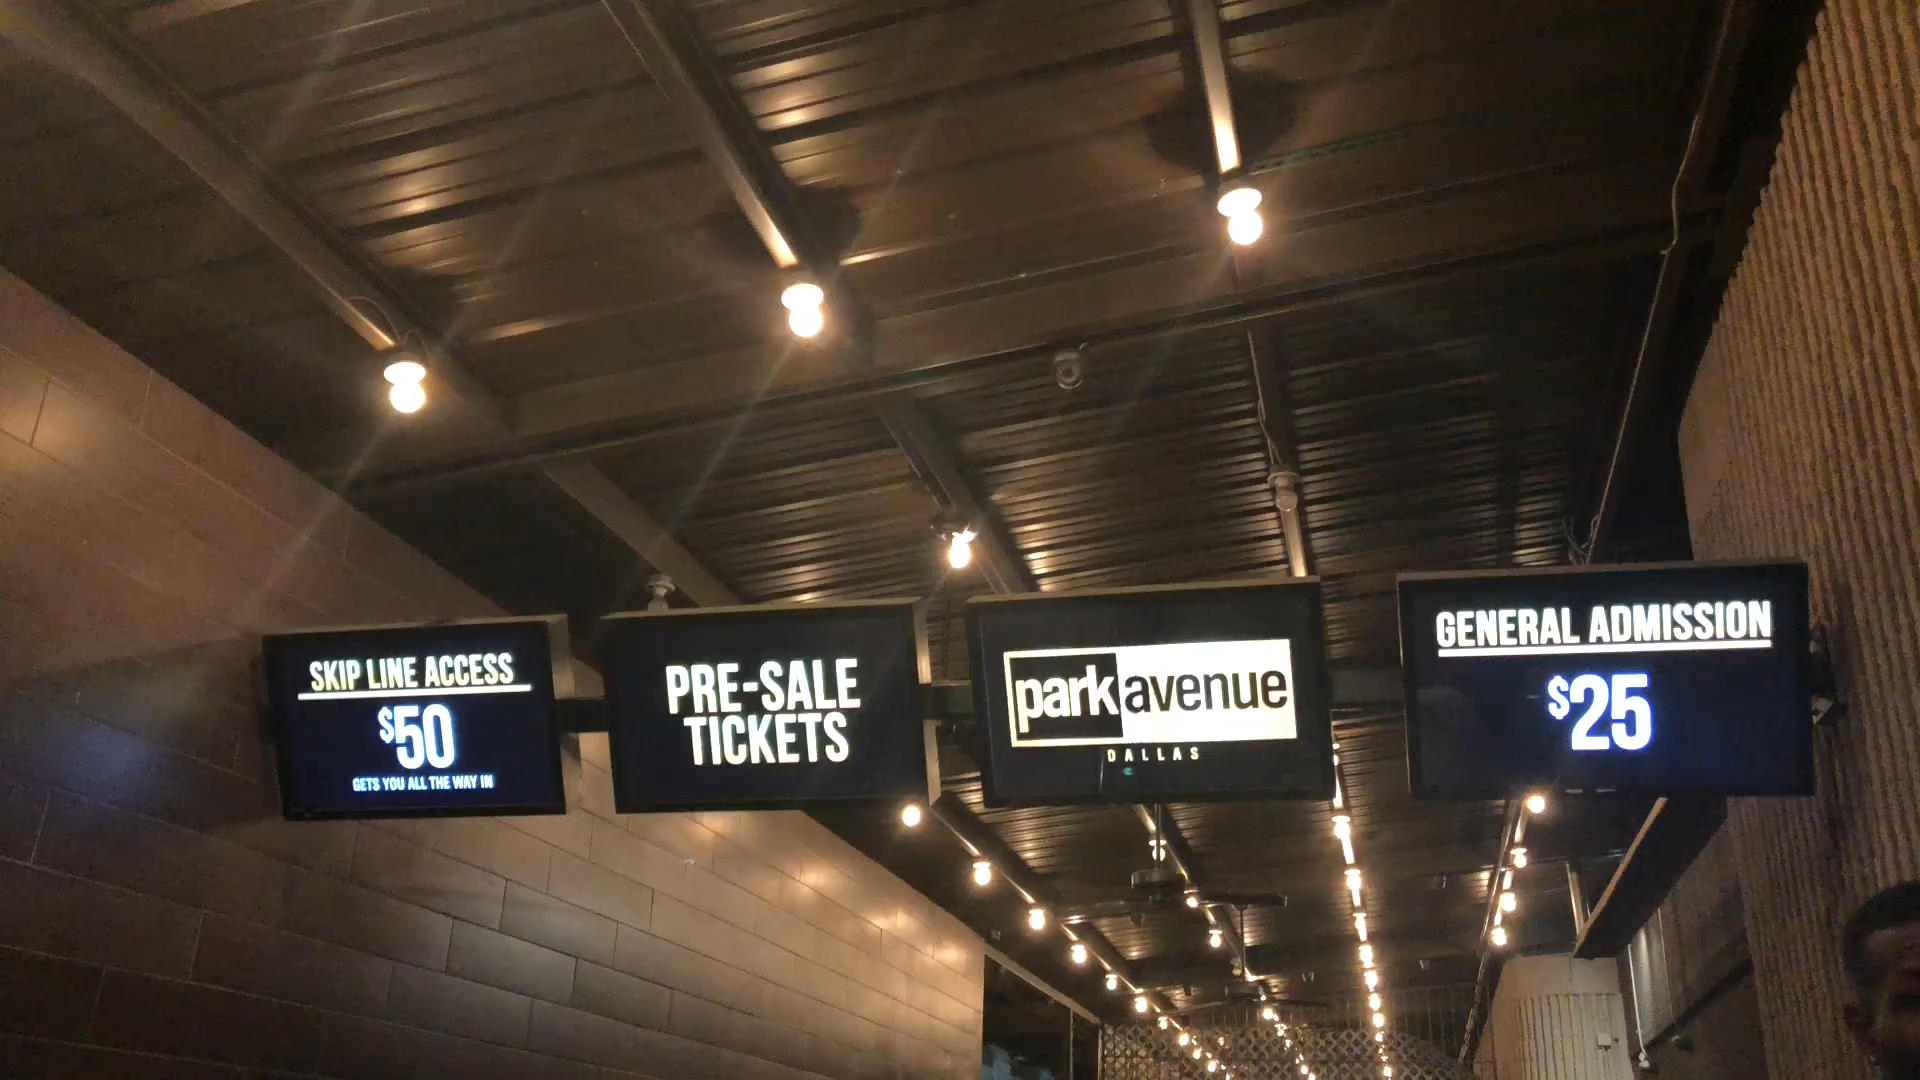 SKIP LINE ACCESS
$50
GETS YOU ALL THE WAY IN
PRE-SALE
TICKETS
parkavenue
DALLAS
GENERAL ADMISSION
$25